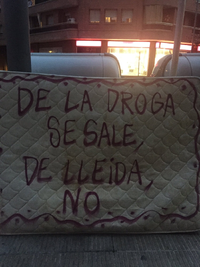 DE LA DROGA
SE SALE,
DE LLEIDA,
NO